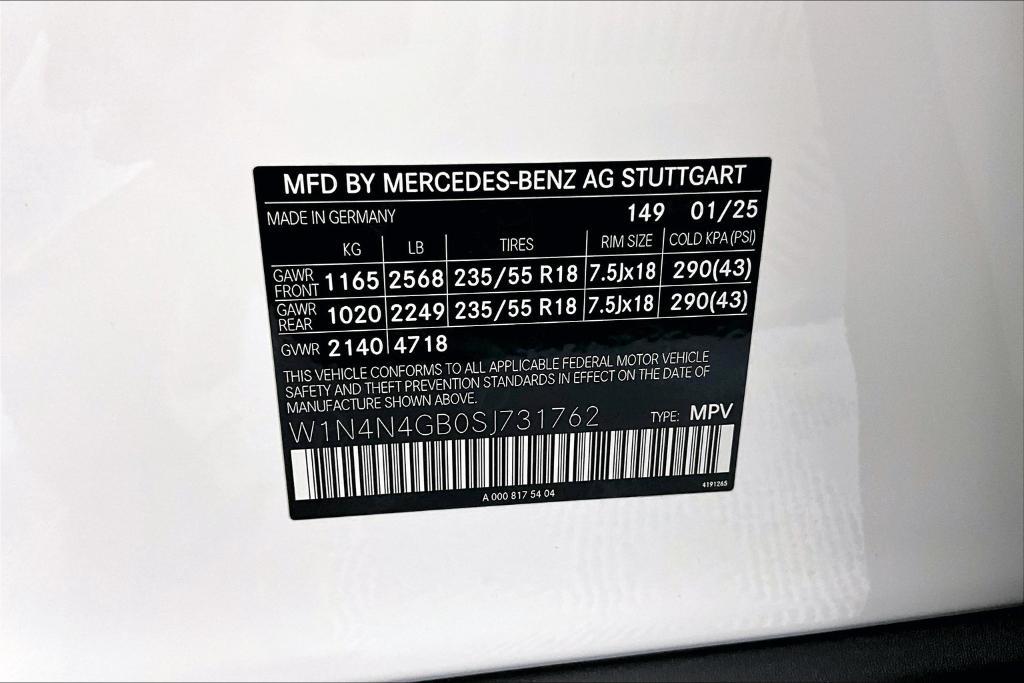 MFD BY MERCEDES-BENZ AG STUTTGART
MADE IN GERMANY 149 01/25
KG LB TIRES RIM SIZE COLD KPA (PSI)
GAWR FRONT 1165 2568 235/55 R18 7.5Jx18 290(43)
GAWR REAR 1020 2249 235/55 R18 7.5Jx18 290(43)
GVWR 2140 4718
THIS VEHICLE CONFORMS TO ALL APPLICABLE FEDERAL MOTOR VEHICLE
SAFETY AND THEFT PREVENTION STANDARDS IN EFFECT ON THE DATE OF
MANUFACTURE SHOWN ABOVE.
W1N4N4GB0SJ731762 TYPE: MPV
A 000 817 54 04 4191265